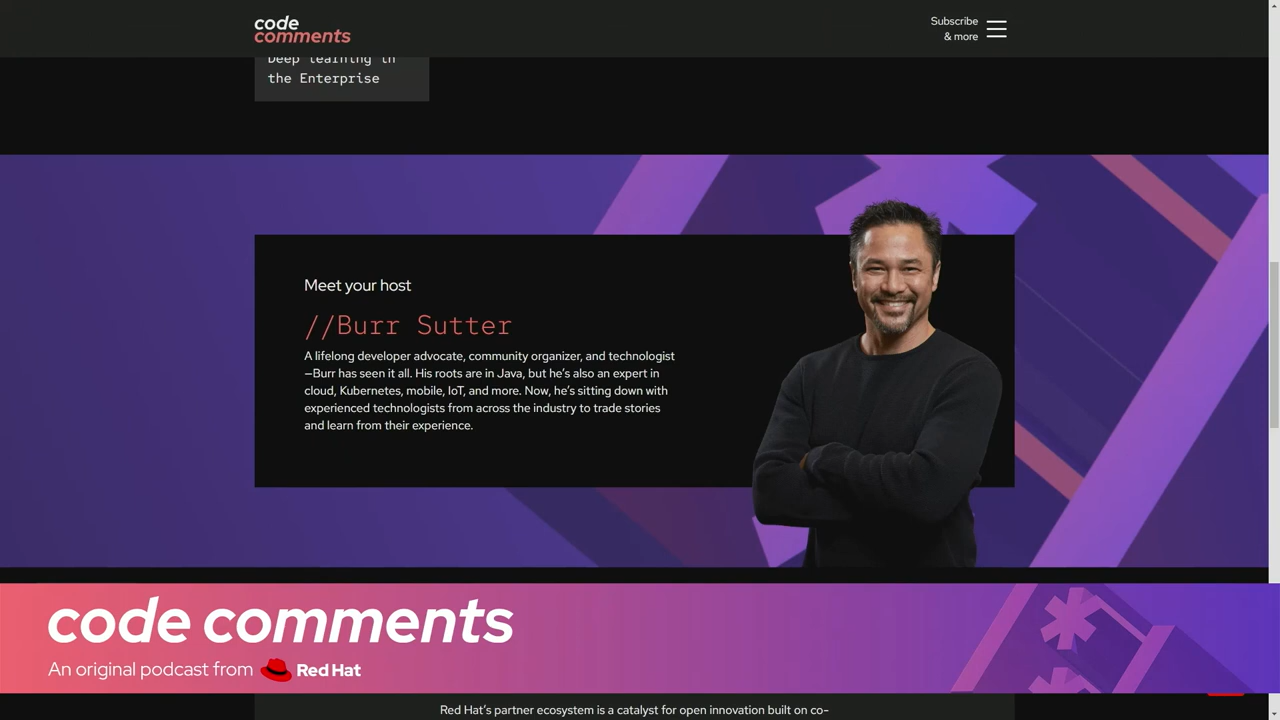 code
comments
Subscribe
& more
Deep learning in
the Enterprise
Meet your host
//Burr Sutter
A lifelong developer advocate, community organizer, and technologist
—Burr has seen it all. His roots are in Java, but he’s also an expert in
cloud, Kubernetes, mobile, IoT, and more. Now, he’s sitting down with
experienced technologists from across the industry to trade stories
and learn from their experience.
code comments
An original podcast from Red Hat
Red Hat’s partner ecosystem is a catalyst for open innovation built on co-